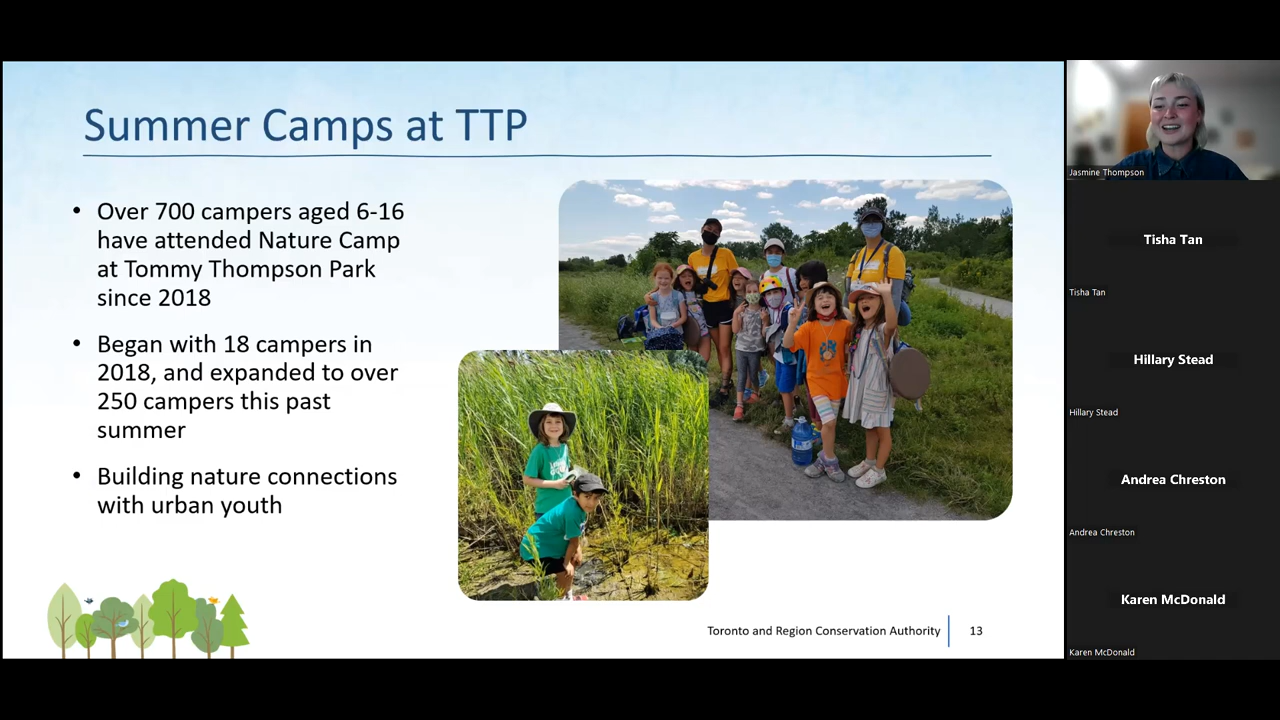 Summer Camps at TTP
• Over 700 campers aged 6-16
have attended Nature Camp
at Tommy Thompson Park
since 2018
• Began with 18 campers in
2018, and expanded to over
250 campers this past
summer
• Building nature connections
with urban youth
Toronto and Region Conservation Authority
13
Jasmine Thompson
Tisha Tan
Tisha Tan
Hillary Stead
Hillary Stead
Andrea Chreston
Andrea Chreston
Karen McDonald
Karen McDonald